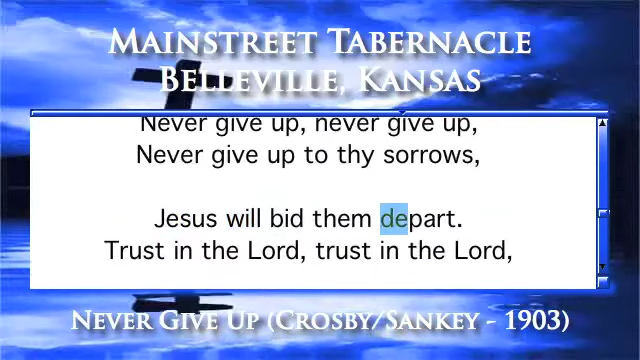 Mainstreet Tabernacle
Belleville, Kansas
Never give up, never give up,
Never give up to thy sorrows,
Jesus will bid them depart.
Trust in the Lord, trust in the Lord,
Never Give Up (Crosby/Sankey - 1903)